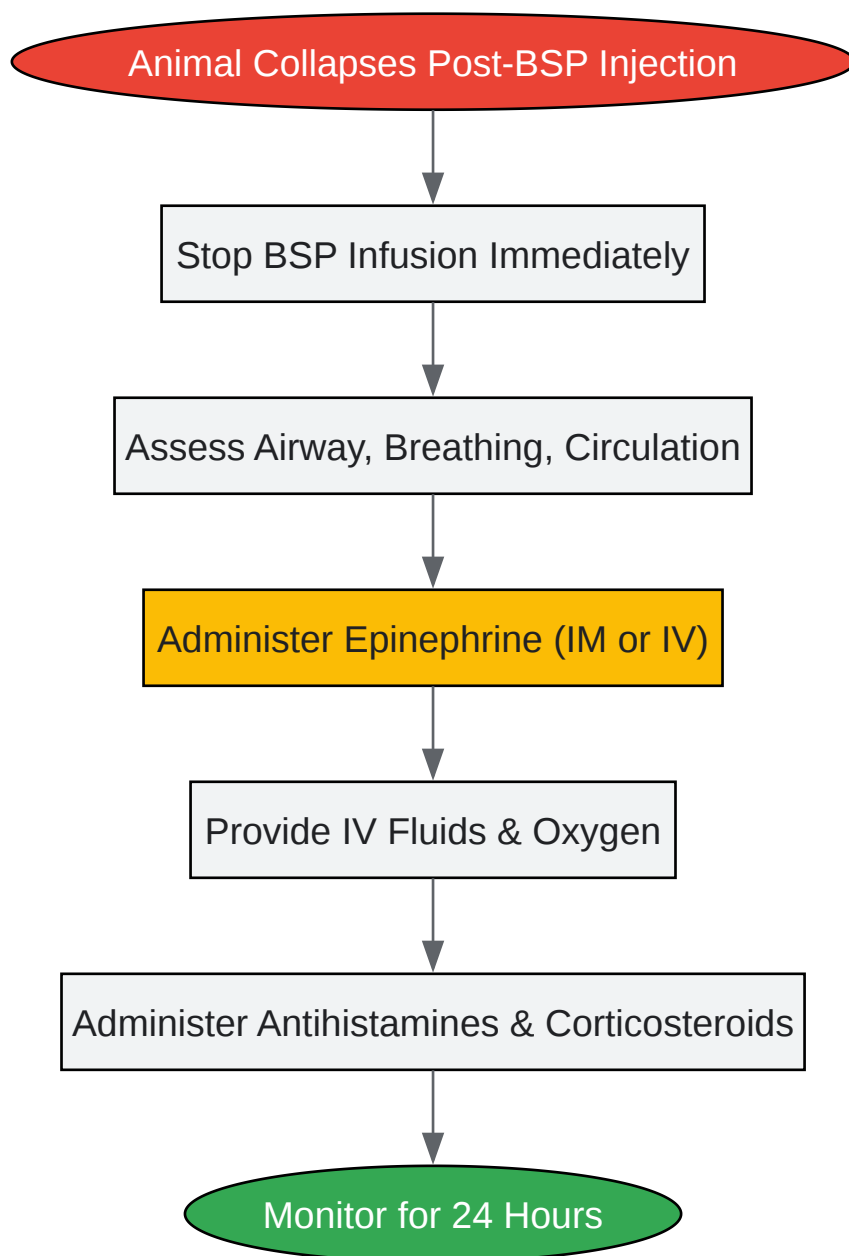 Animal Collapses Post-BSP Injection
Stop BSP Infusion Immediately
Assess Airway, Breathing, Circulation
Administer Epinephrine (IM or IV)
Provide IV Fluids & Oxygen
Administer Antihistamines & Corticosteroids
Monitor for 24 Hours